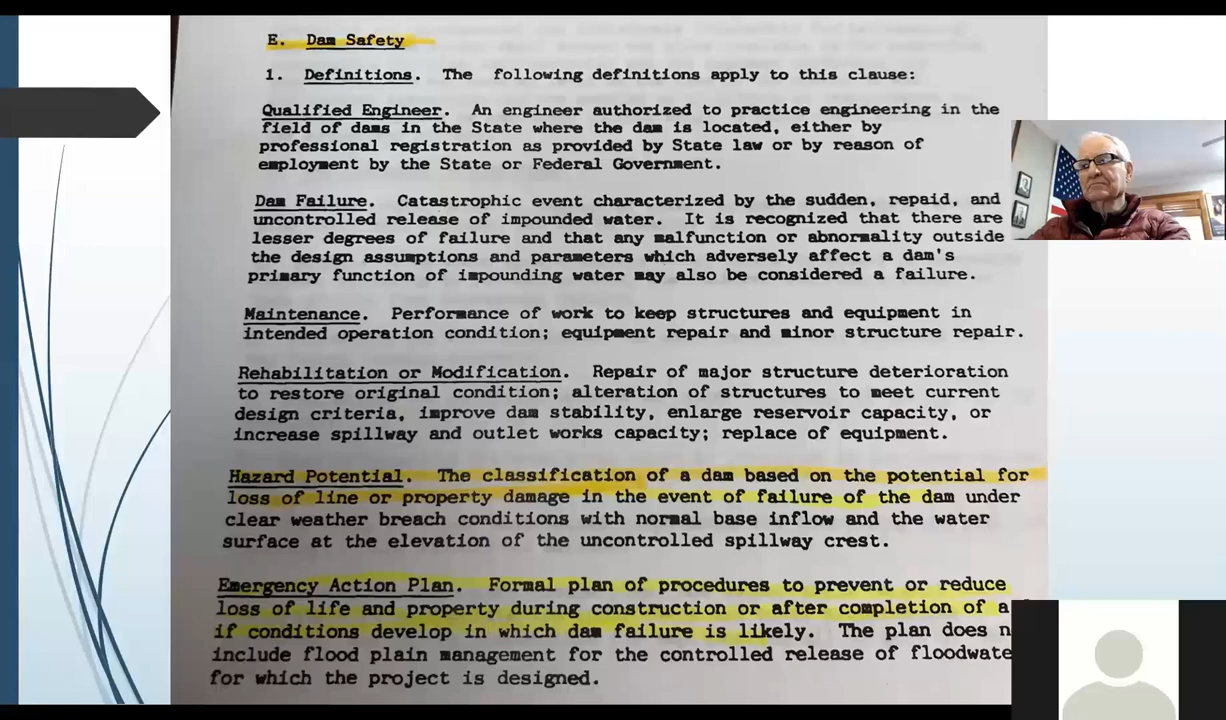 E. Dam Safety
1. Definitions. The following definitions apply to this clause:
Qualified Engineer. An engineer authorized to practice engineering in the
field of dams in the State where the dam is located, either by
professional registration as provided by State law or by reason of
employment by the State or Federal Government.
Dam Failure. Catastrophic event characterized by the sudden, repaid, and
uncontrolled release of impounded water. It is recognized that there are
lesser degrees of failure and that any malfunction or abnormality outside
the design assumptions and parameters which adversely affect a dam's
primary function of impounding water may also be considered a failure.
Maintenance. Performance of work to keep structures and equipment in
intended operation condition; equipment repair and minor structure repair.
Rehabilitation or Modification. Repair of major structure deterioration
to restore original condition; alteration of structures to meet current
design criteria, improve dam stability, enlarge reservoir capacity, or
increase spillway and outlet works capacity; replace of equipment.
Hazard Potential. The classification of a dam based on the potential for
loss of line or property damage in the event of failure of the dam under
clear weather breach conditions with normal base inflow and the water
surface at the elevation of the uncontrolled spillway crest.
Emergency Action Plan. Formal plan of procedures to prevent or reduce
loss of life and property during construction or after completion of a
if conditions develop in which dam failure is likely. The plan does n
include flood plain management for the controlled release of floodwate
for which the project is designed.